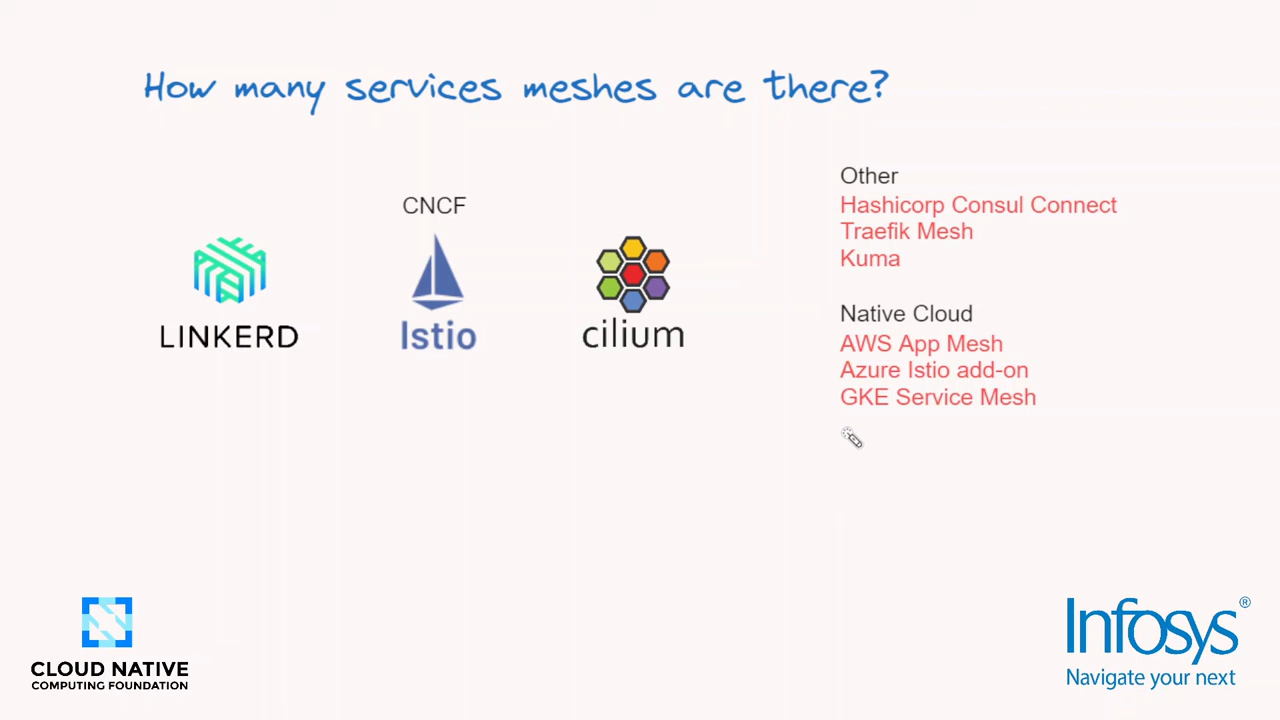 How many services meshes are there?
CNCF
LINKERD
Istio
cilium
Other
Hashicorp Consul Connect
Traefik Mesh
Kuma
Native Cloud
AWS App Mesh
Azure Istio add-on
GKE Service Mesh
CLOUD NATIVE
COMPUTING FOUNDATION
Infosys®
Navigate your next